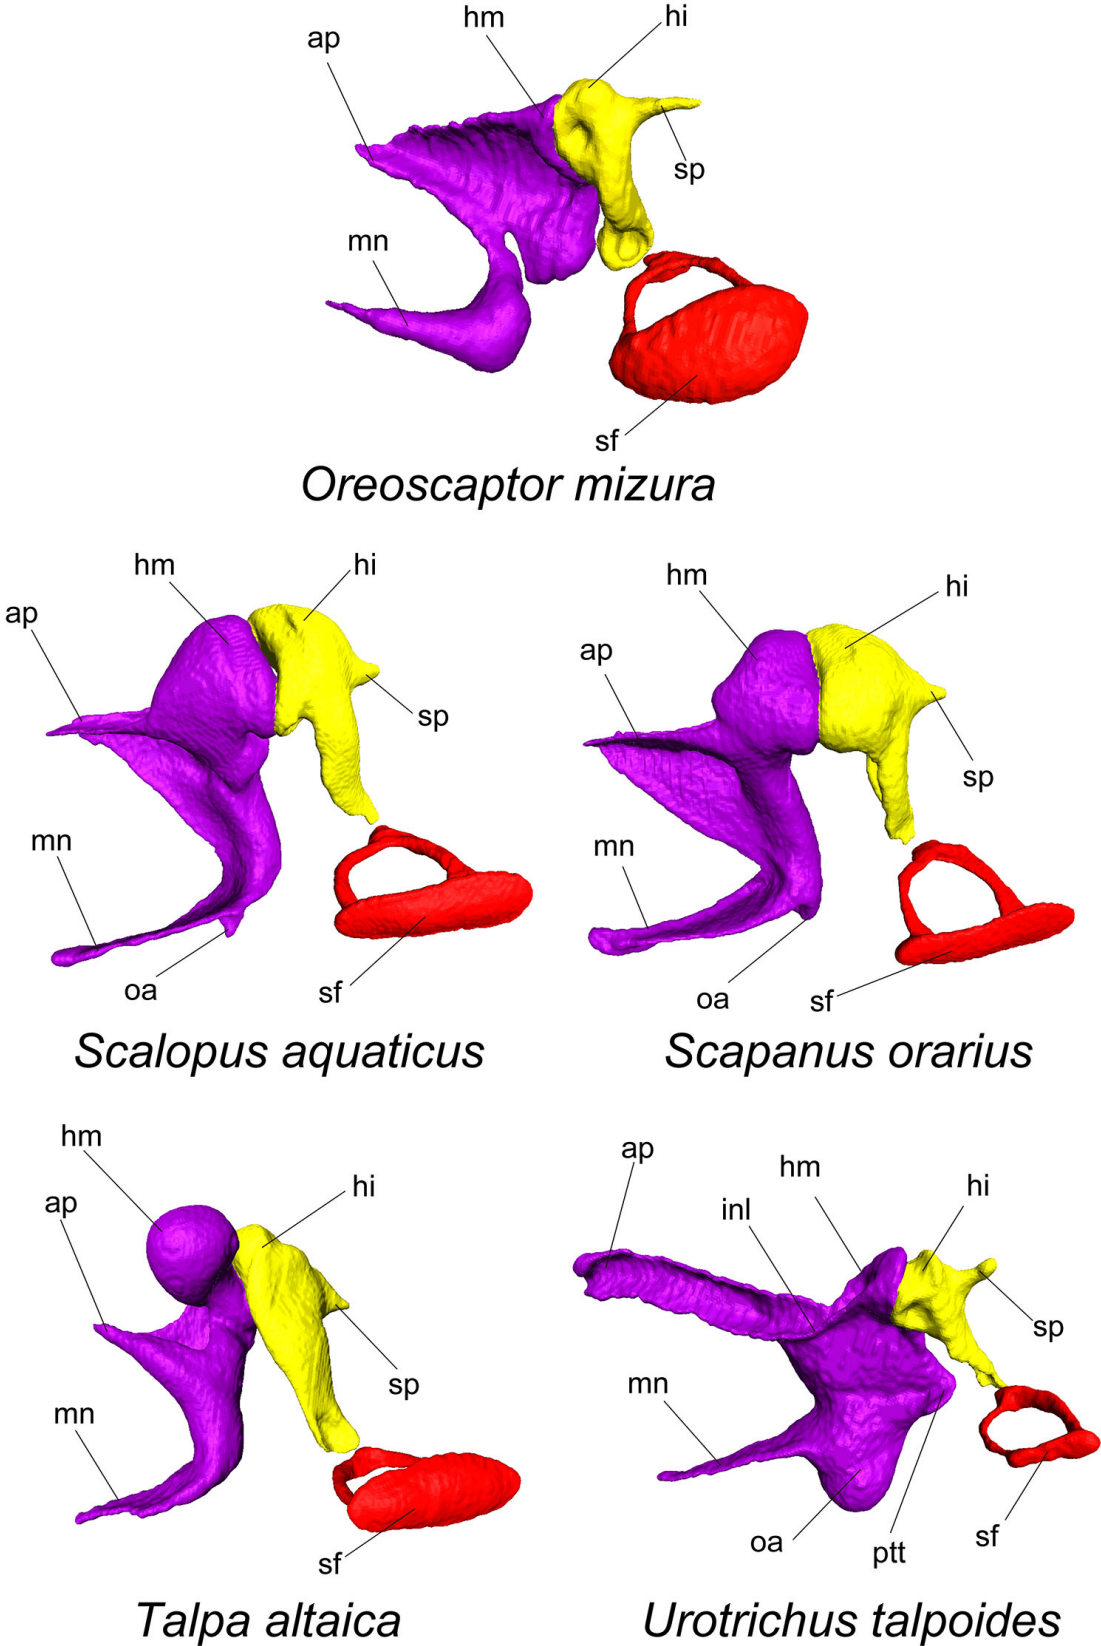 hm
hi
ap
sp
mn
sf
Oreoscaptor mizura
hm
hi
ap
sp
mn
oa
sf
Scalopus aquaticus
hm
hi
ap
sp
mn
oa
sf
Scapanus orarius
hm
hi
ap
sp
mn
sf
Talpa altaica
ap
hm
hi
inl
sp
mn
oa
ptt
sf
Urotrichus talpoides